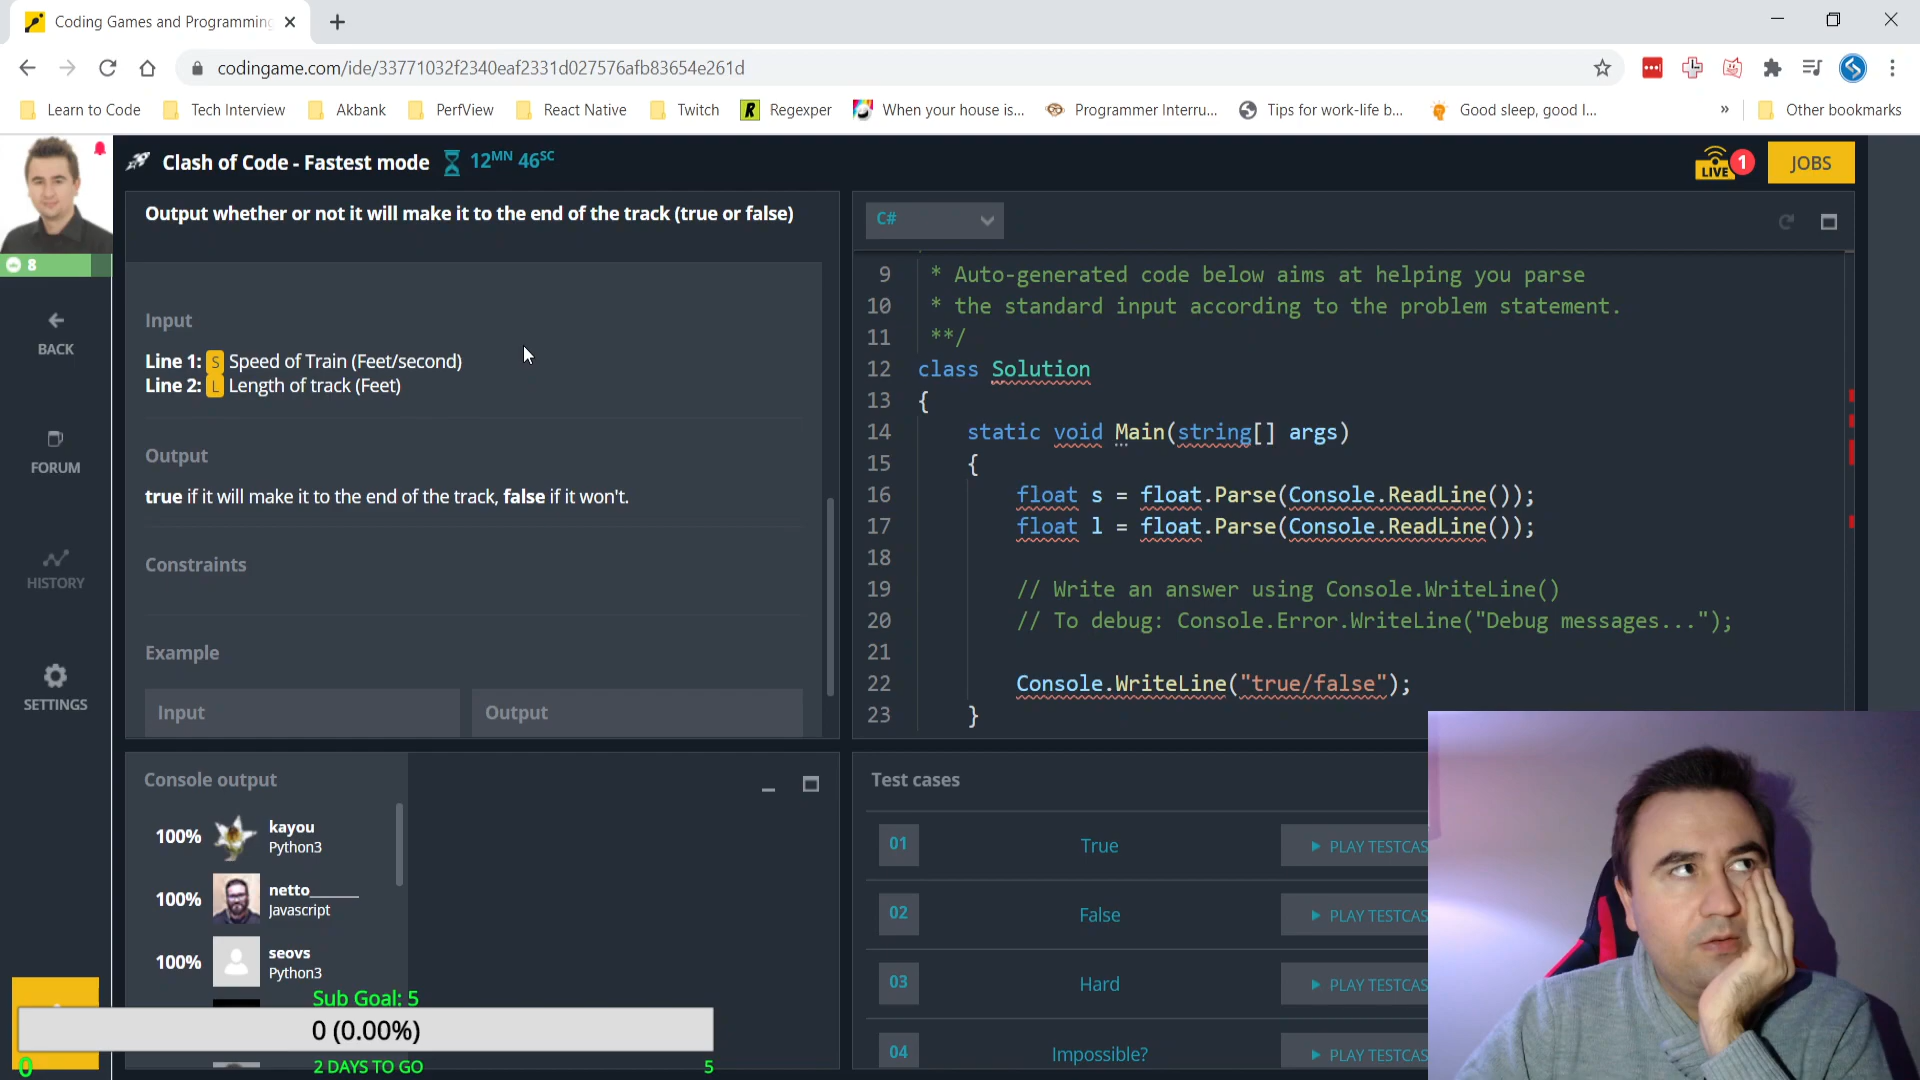 Coding Games and Programming
codingame.com/ide/33771032f2340eaf2331d027576afb83654e261d
Learn to Code
Tech Interview
Akbank
PerfView
React Native
Twitch
R
Regexper
When your house is...
Programmer Interru...
Tips for work-life b...
Good sleep, good l...
»
Other bookmarks
Clash of Code - Fastest mode
12MN 46SC
LIVE
1
JOBS
8
BACK
FORUM
HISTORY
SETTINGS
Output whether or not it will make it to the end of the track (true or false)
Input
Line 1: S Speed of Train (Feet/second)
Line 2: L Length of track (Feet)
Output
true if it will make it to the end of the track, false if it won't.
Constraints
Example
Input
Output
C#
9 * Auto-generated code below aims at helping you parse
10 * the standard input according to the problem statement.
11 **/
12 class Solution
13 {
14 static void Main(string[] args)
15 {
16 float s = float.Parse(Console.ReadLine());
17 float l = float.Parse(Console.ReadLine());
18
19 // Write an answer using Console.WriteLine()
20 // To debug: Console.Error.WriteLine("Debug messages...");
21
22 Console.WriteLine("true/false");
23 }
Console output
100% kayou
Python3
100% netto______
Javascript
100% seovs
Python3
Sub Goal: 5
0 (0.00%)
0
2 DAYS TO GO
5
Test cases
01 True PLAY TESTCAS
02 False PLAY TESTCAS
03 Hard PLAY TESTCAS
04 Impossible? PLAY TESTCAS